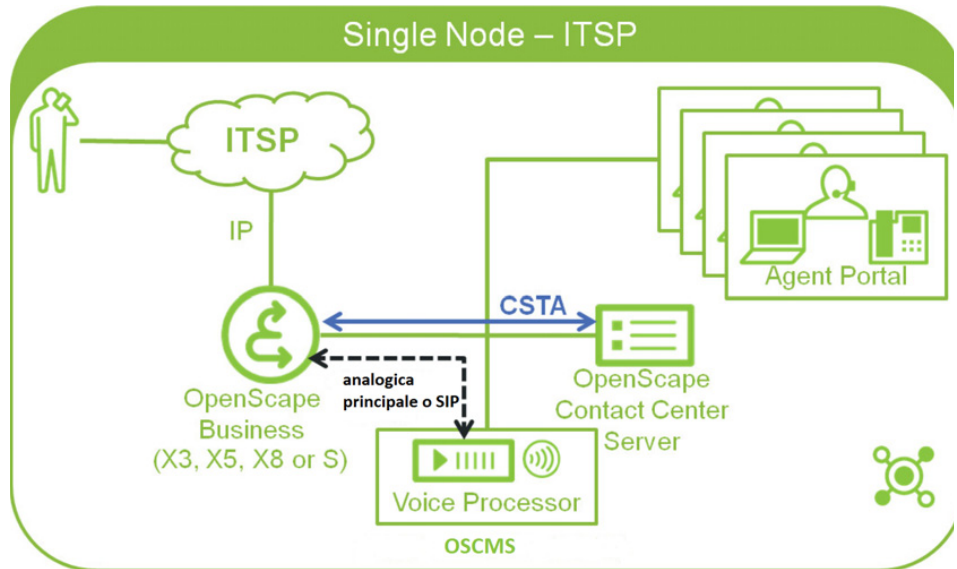 Single Node – ITSP
ITSP
IP
Agent Portal
CSTA
analogica
principale o SIP
OpenScape
Business
(X3, X5, X8 or S)
OpenScape
Contact Center
Server
Voice Processor
OSCMS